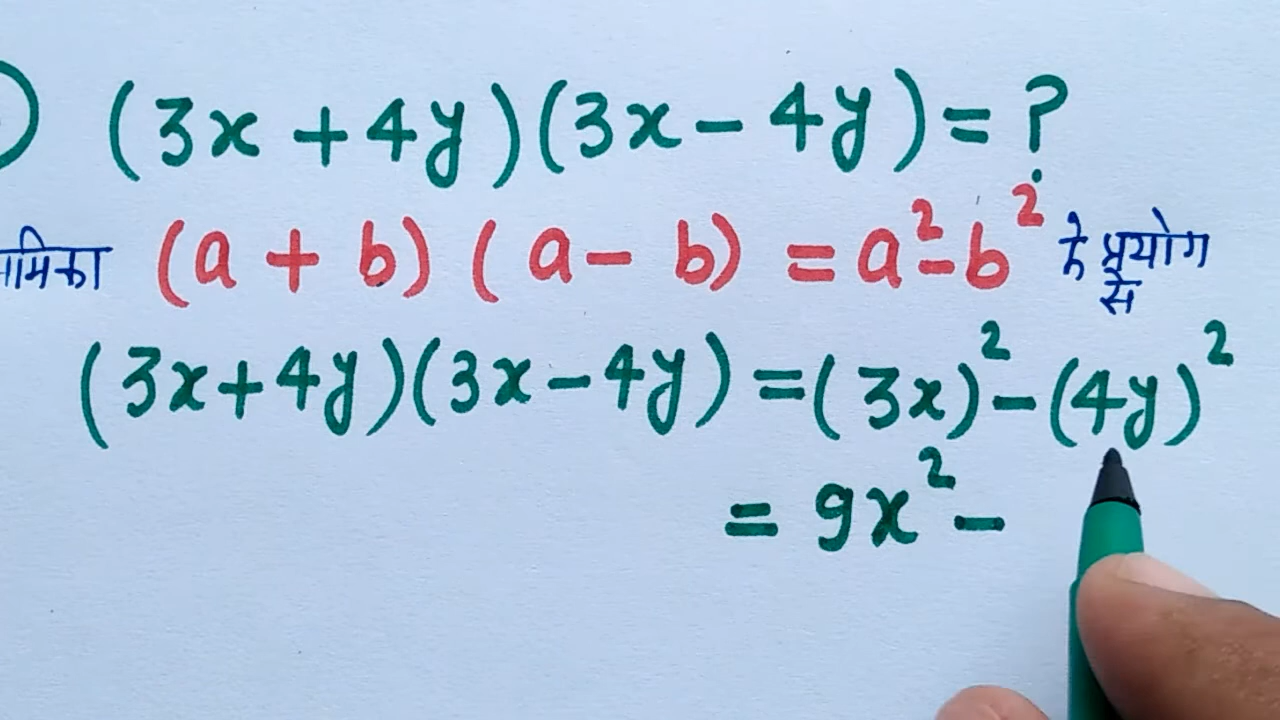 (3x + 4y)(3x - 4y) = ?
(a + b) (a - b) = a² - b² के प्रयोग से
(3x + 4y)(3x - 4y) = (3x)² - (4y)²
= 9x² -